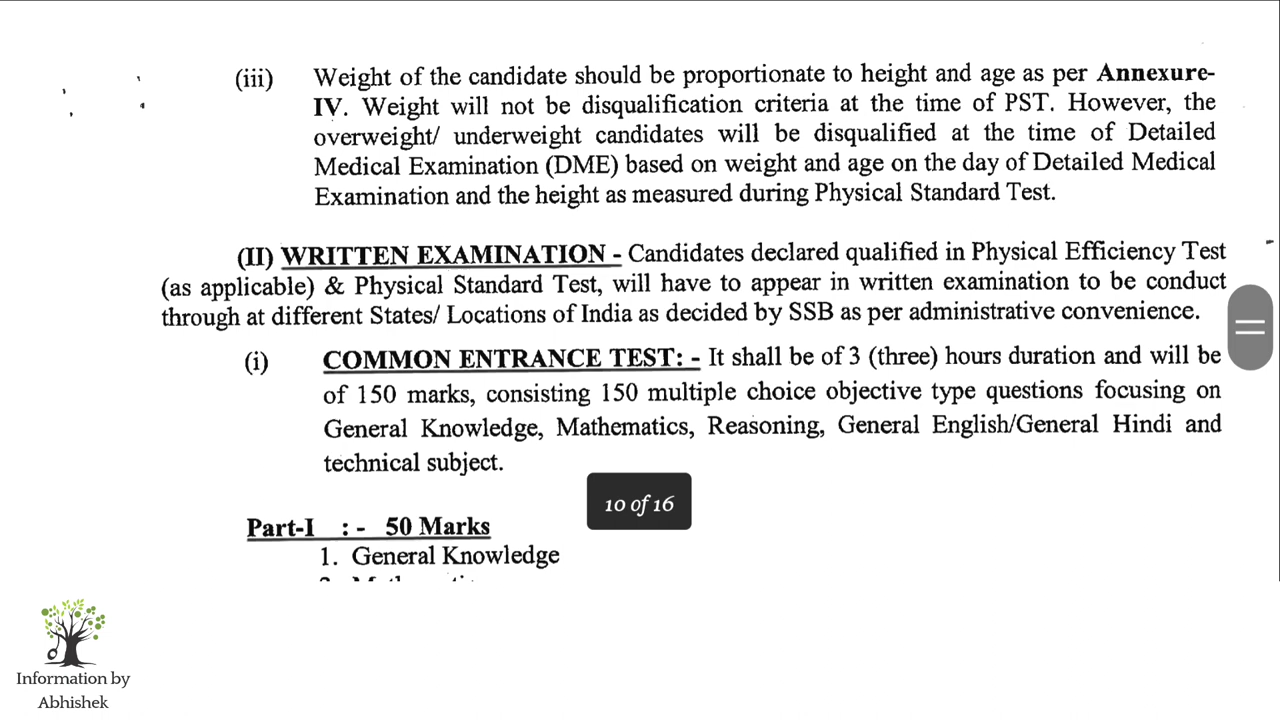 (iii) Weight of the candidate should be proportionate to height and age as per Annexure-
IV. Weight will not be disqualification criteria at the time of PST. However, the
overweight/ underweight candidates will be disqualified at the time of Detailed
Medical Examination (DME) based on weight and age on the day of Detailed Medical
Examination and the height as measured during Physical Standard Test.
(II) WRITTEN EXAMINATION - Candidates declared qualified in Physical Efficiency Test
(as applicable) & Physical Standard Test, will have to appear in written examination to be conduct
through at different States/ Locations of India as decided by SSB as per administrative convenience.
(i) COMMON ENTRANCE TEST: - It shall be of 3 (three) hours duration and will be
of 150 marks, consisting 150 multiple choice objective type questions focusing on
General Knowledge, Mathematics, Reasoning, General English/General Hindi and
technical subject.
10 of 16
Part-I : - 50 Marks
1. General Knowledge
Information by
Abhishek